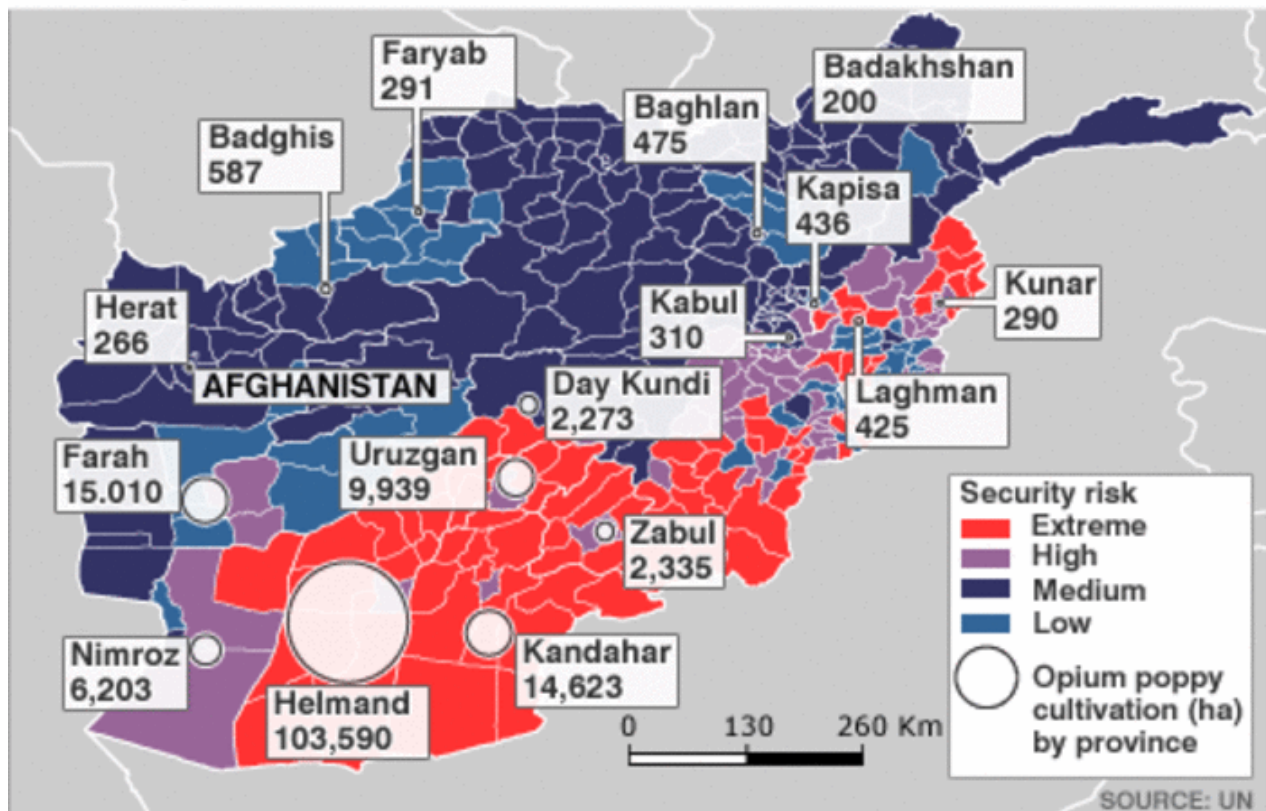 Faryab
291
Badakhshan
200
Baghlan
475
Badghis
587
Kapisa
436
Kunar
290
Herat
266
Kabul
310
AFGHANISTAN
Day Kundi
2,273
Laghman
425
Farah
15.010
Uruzgan
9,939
Zabul
2,335
Nimroz
6,203
Helmand
103,590
Kandahar
14,623
0 130 260 Km
Security risk
Extreme
High
Medium
Low
Opium poppy
cultivation (ha)
by province
SOURCE: UN